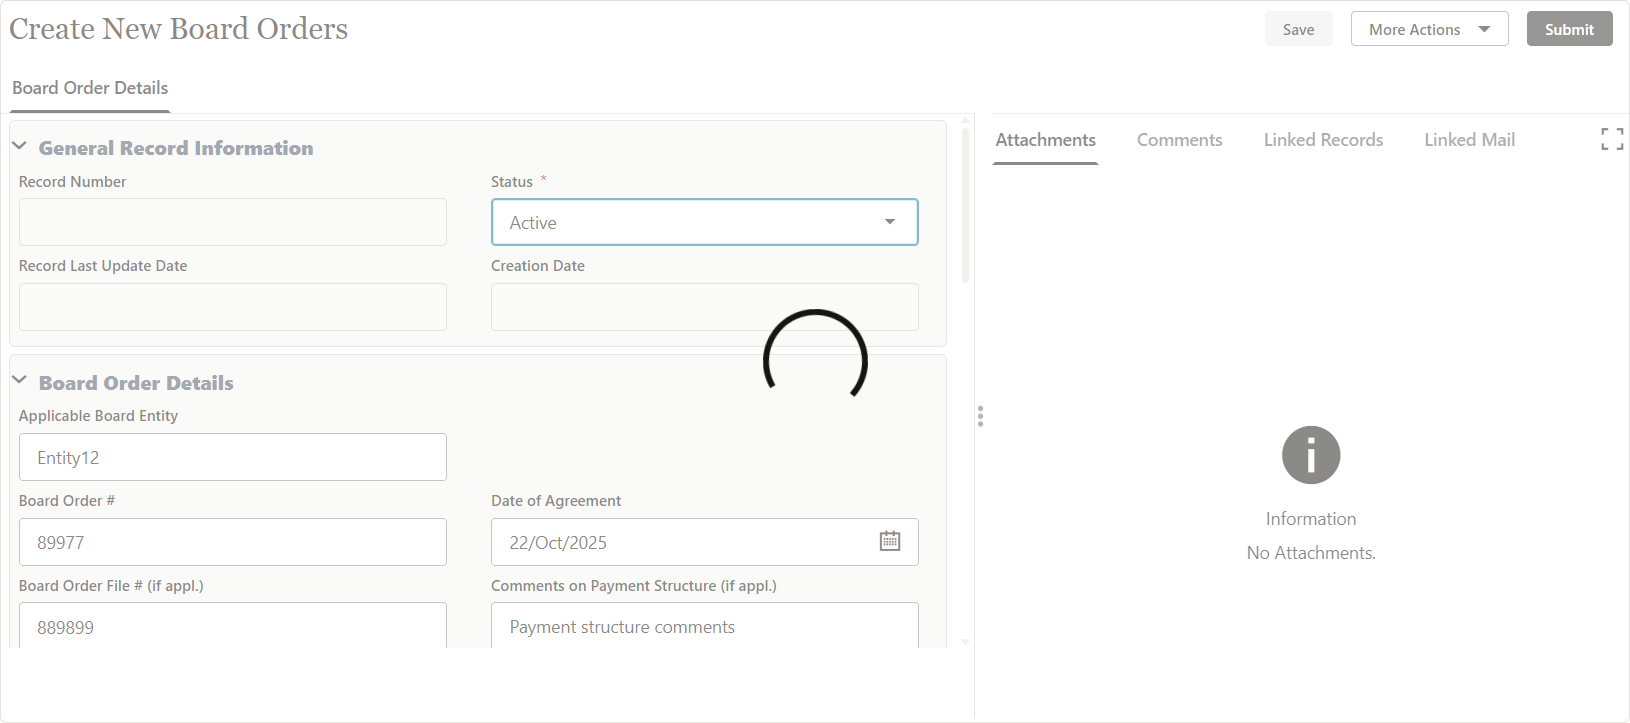 Create New Board Orders
Save
More Actions
Submit
Board Order Details
General Record Information
Record Number
Status *
Active
Record Last Update Date
Creation Date
Board Order Details
Applicable Board Entity
Entity12
Board Order #
Date of Agreement
89977
22/Oct/2025
Board Order File # (if appl.)
Comments on Payment Structure (if appl.)
889899
Payment structure comments
Attachments
Comments
Linked Records
Linked Mail
Information
No Attachments.